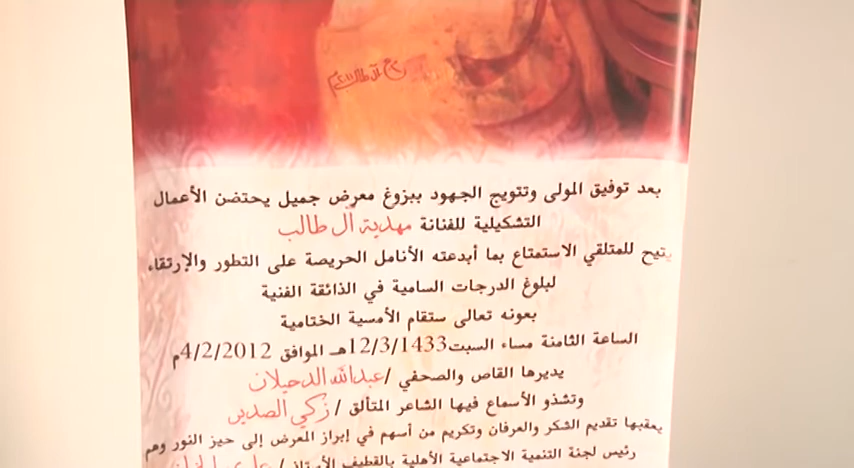 آل طالب
بعد توفيق المولى وتتويج الجهود ببزوغ معرض جميل يحتضن الأعمال
التشكيلية للفنانة مهدية آل طالب
يتيح للمتلقي الاستمتاع بما أبدعته الأنامل الحريصة على التطور والإرتقاء
لبلوغ الدرجات السامية في الذائقة الفنية
بعونه تعالى ستقام الأمسية الختامية
الساعة الثامنة مساء السبت 12/3/1433هـ الموافق 4/2/2012م
يديرها القاص والصحفي / عبدالله الدحيلان
وتشذو الأسماع فيها الشاعر المتألق / زكي الصدير
يعقبها تقديم الشكر والعرفان وتكريم من أسهم في إبراز المعرض إلى حيز النور وهم
رئيس لجنة التنمية الاجتماعية الأهلية بالقطيف الأستاذ /